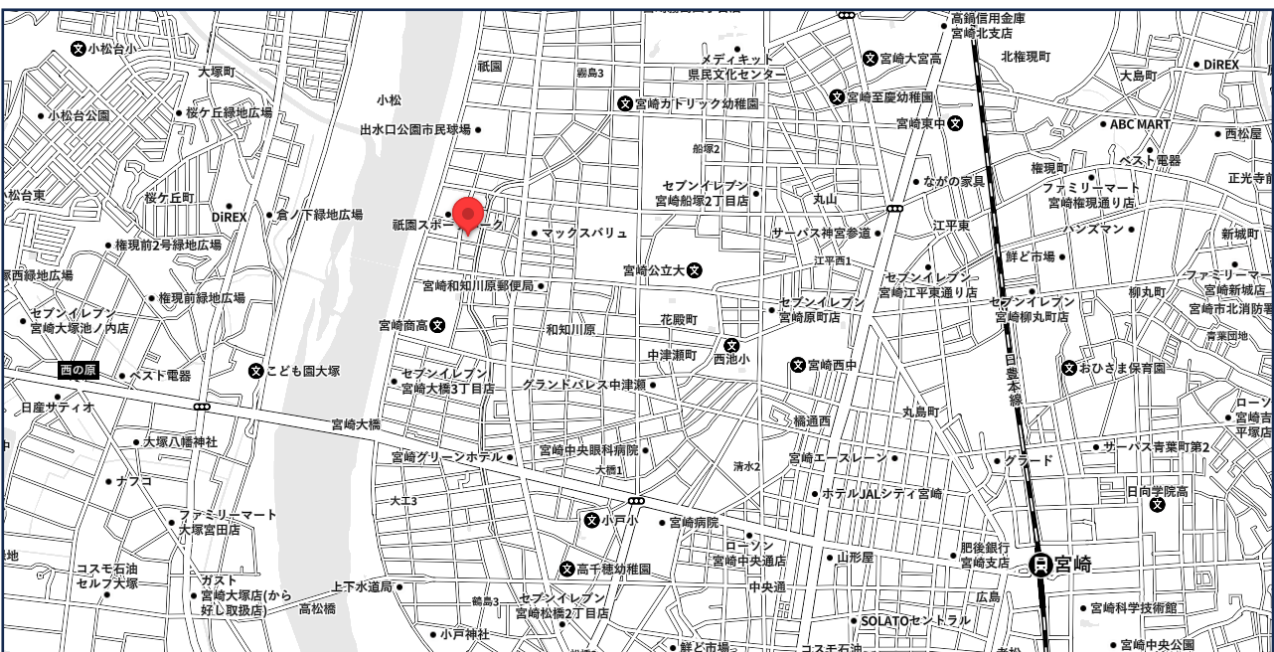 高鍋信用金庫
宮崎北支店
小松台小
大塚町
祇園
霧島3
メディキット
県民文化センター
宮崎大宮高
北権現町
DiREX
大島町
小松
小松台公園
桜ケ丘緑地広場
出水口公園市民球場
宮崎カトリック幼稚園
宮崎至慶幼稚園
宮崎東中
ABC MART
西松屋
船塚2
ベスト電器
権現町
小松台東
桜ケ丘町
DiREX
倉ノ下緑地広場
セブンイレブン
宮崎船塚2丁目店
丸山
ながの家具
ファミリーマート
宮崎権現通り店
正光寺前
祇園スポーツパーク
マックスバリュ
サーパス神宮参道
江平東
ハンズマン
新城町
権現前2号緑地広場
塚西緑地広場
宮崎公立大
江平西1
鮮ど市場
セブンイレブン
宮崎江平東通り店
ファミリーマー
宮崎新城店
権現前緑地広場
宮崎和知川原郵便局
セブンイレブン
宮崎原町店
セブンイレブン
宮崎柳丸町店
柳丸町
宮崎市北消防署
セブンイレブン
宮崎大塚池ノ内店
宮崎商高
和知川原
花殿町
青葉団地
中津瀬町
西池小
宮崎西中
日豊本線
おひさま保育園
西の原
ベスト電器
こども園大塚
セブンイレブン
宮崎大橋3丁目店
グランドパレス中津瀬
日産サティオ
宮崎大橋
橘通西
丸島町
ローソ
宮崎吉
平塚店
大塚八幡神社
宮崎グリーンホテル
宮崎中央眼科病院
大橋1
清水2
宮崎エースレーン
グラード
サーパス青葉町第2
ナフコ
大工3
ホテルJALシティ宮崎
日向学院高
ファミリーマート
大塚宮田店
小戸小
宮崎病院
ローソン
宮崎中央通店
山形屋
肥後銀行
宮崎支店
宮崎
コスモ石油
セルフ大塚
ガスト
宮崎大塚店(から
好し取扱店)
上下水道局
高千穂幼稚園
中央通
広島
高松橋
鶴島3
セブンイレブン
宮崎松橋2丁目店
宮崎科学技術館
小戸神社
SOLATOセントラル
鮮ど市場
コスモ石油
宮崎中央公園